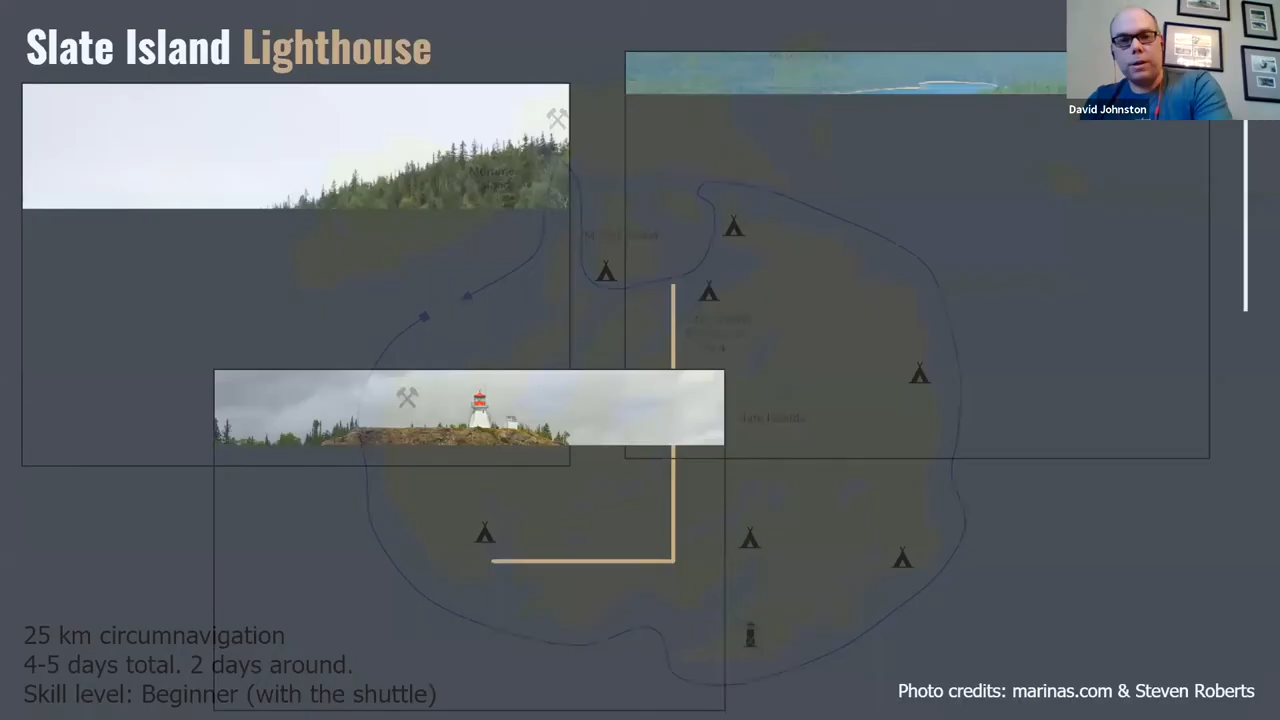 Slate Island Lighthouse
David Johnston
25 km circumnavigation
4-5 days total. 2 days around.
Skill level: Beginner (with the shuttle)
Photo credits: marinas.com & Steven Roberts